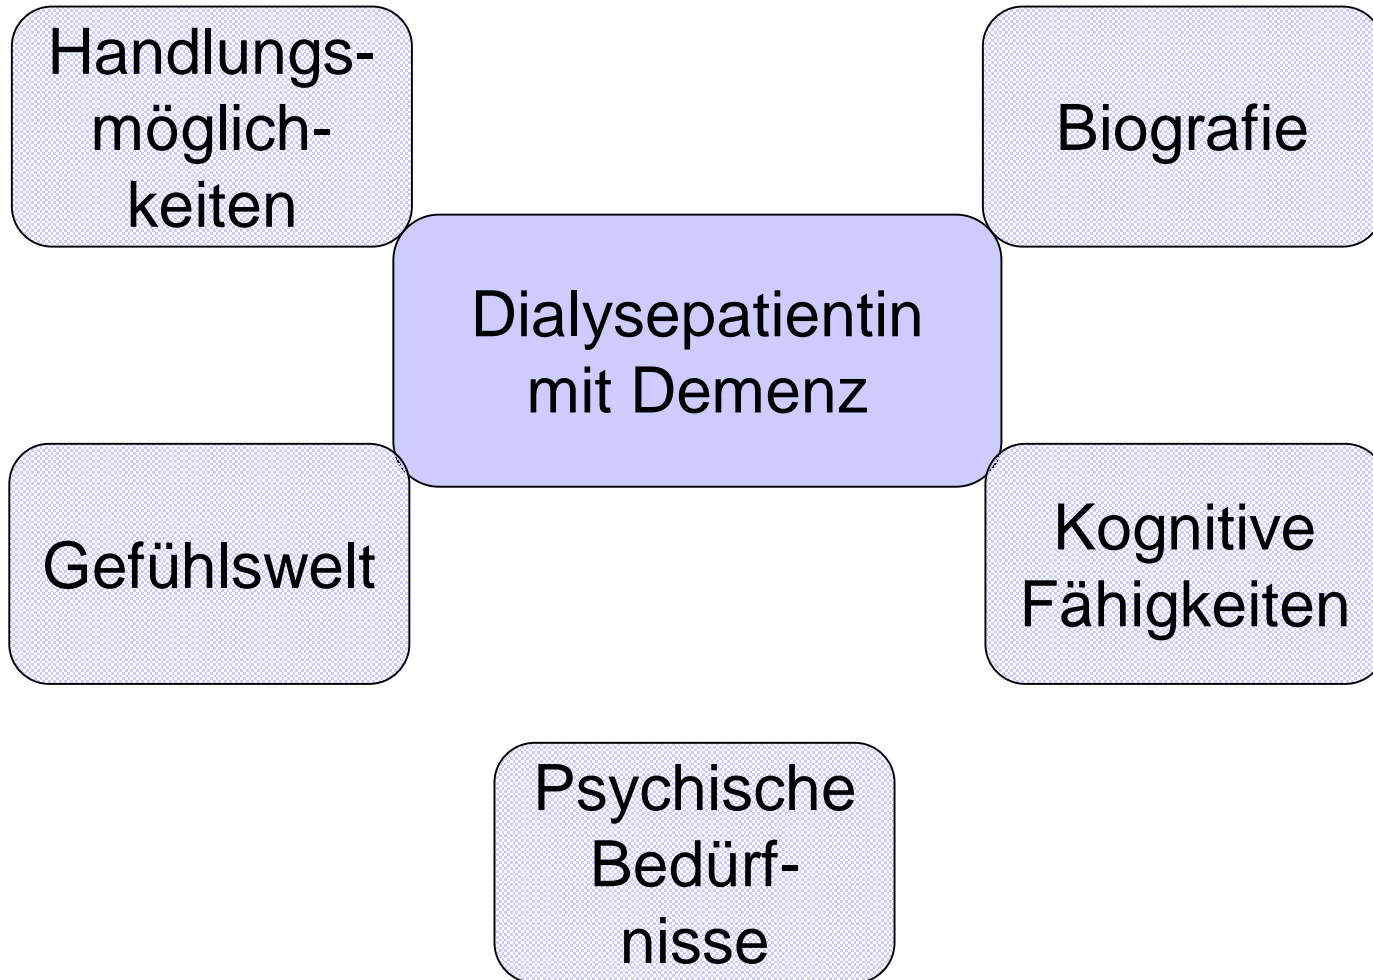 Handlungs-
möglich-
keiten
Biografie
Dialysepatientin
mit Demenz
Gefühlswelt
Kognitive
Fähigkeiten
Psychische
Bedürf-
nisse